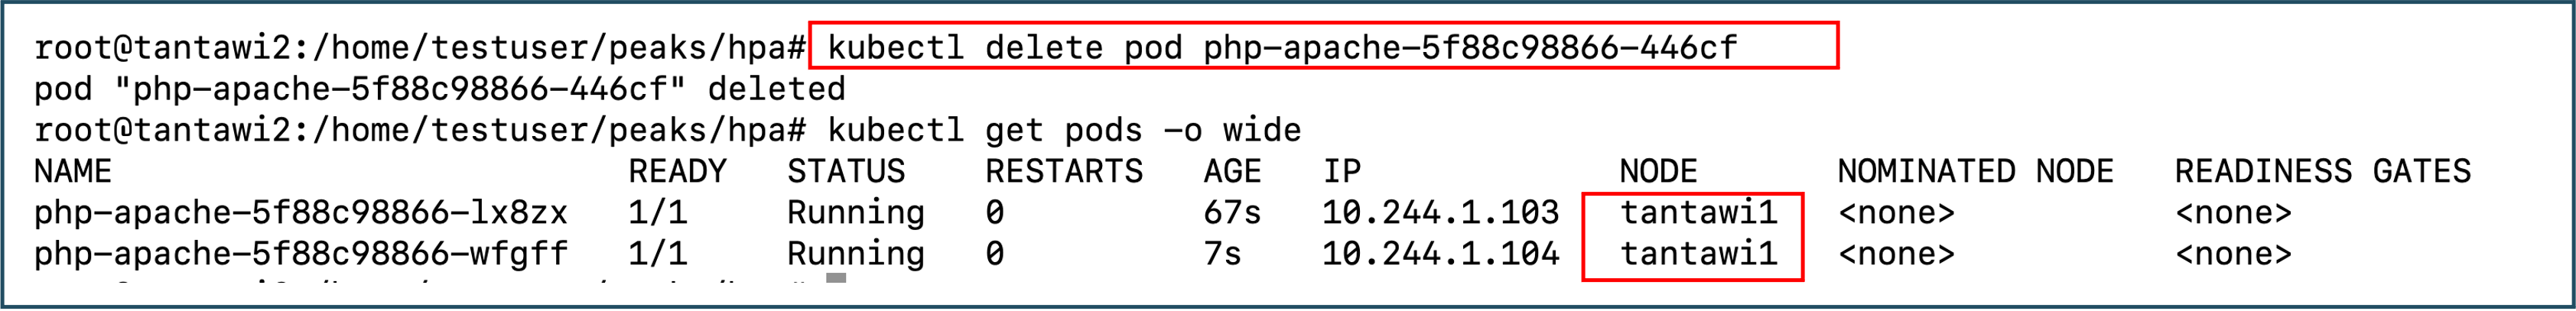 root@tantawi2:/home/testuser/peaks/hpa# kubectl delete pod php-apache-5f88c98866-446cf
pod "php-apache-5f88c98866-446cf" deleted
root@tantawi2:/home/testuser/peaks/hpa# kubectl get pods -o wide
NAME READY STATUS RESTARTS AGE IP NODE NOMINATED NODE READINESS GATES
php-apache-5f88c98866-lx8zx 1/1 Running 0 67s 10.244.1.103 tantawi1 <none> <none>
php-apache-5f88c98866-wfgff 1/1 Running 0 7s 10.244.1.104 tantawi1 <none> <none>